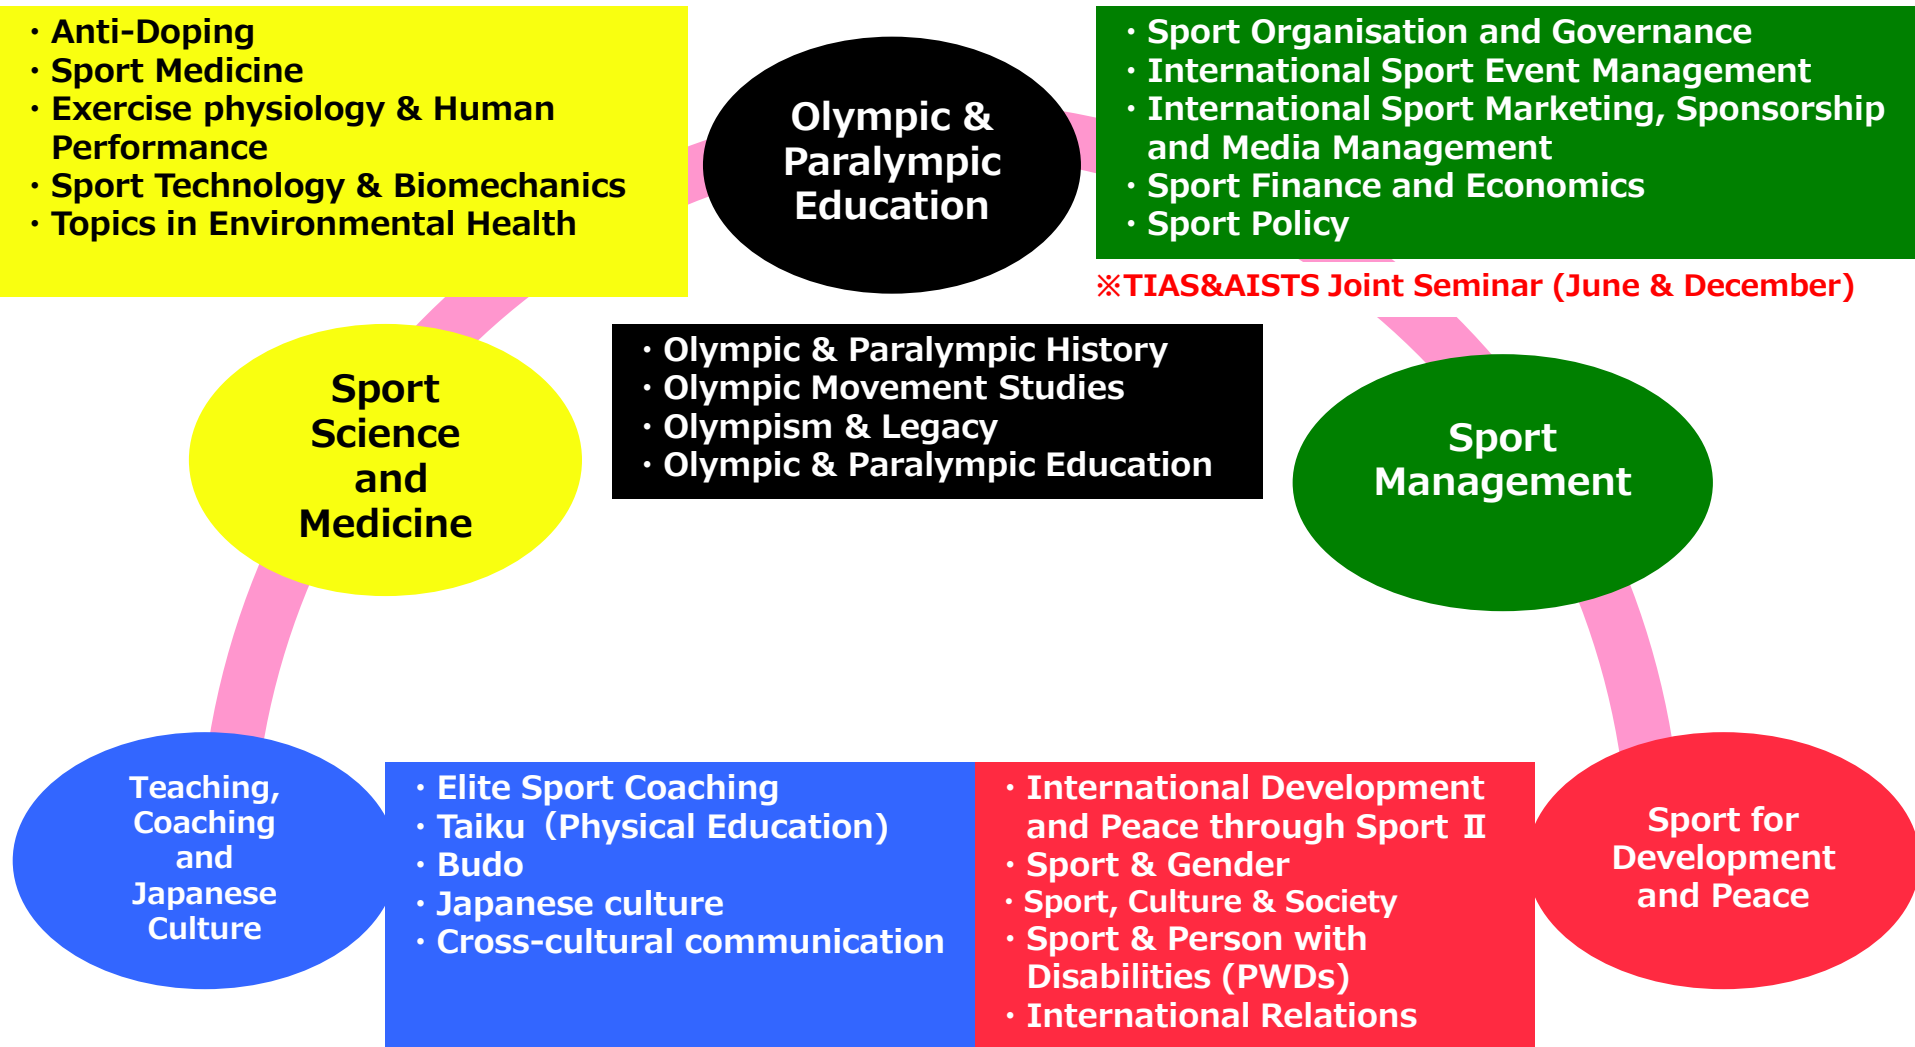 ・Anti-Doping
・Sport Medicine
・Exercise physiology & Human
Performance
・Sport Technology & Biomechanics
・Topics in Environmental Health
Olympic &
Paralympic
Education
・Sport Organisation and Governance
・International Sport Event Management
・International Sport Marketing, Sponsorship
and Media Management
・Sport Finance and Economics
・Sport Policy
※TIAS&AISTS Joint Seminar (June & December)
・Olympic & Paralympic History
・Olympic Movement Studies
・Olympism & Legacy
・Olympic & Paralympic Education
Sport
Science
and
Medicine
Sport
Management
Teaching,
Coaching
and
Japanese
Culture
・Elite Sport Coaching
・Taiku（Physical Education）
・Budo
・Japanese culture
・Cross-cultural communication
・International Development
and Peace through Sport Ⅱ
・Sport & Gender
・Sport, Culture & Society
・Sport & Person with
Disabilities (PWDs)
・International Relations
Sport for
Development
and Peace